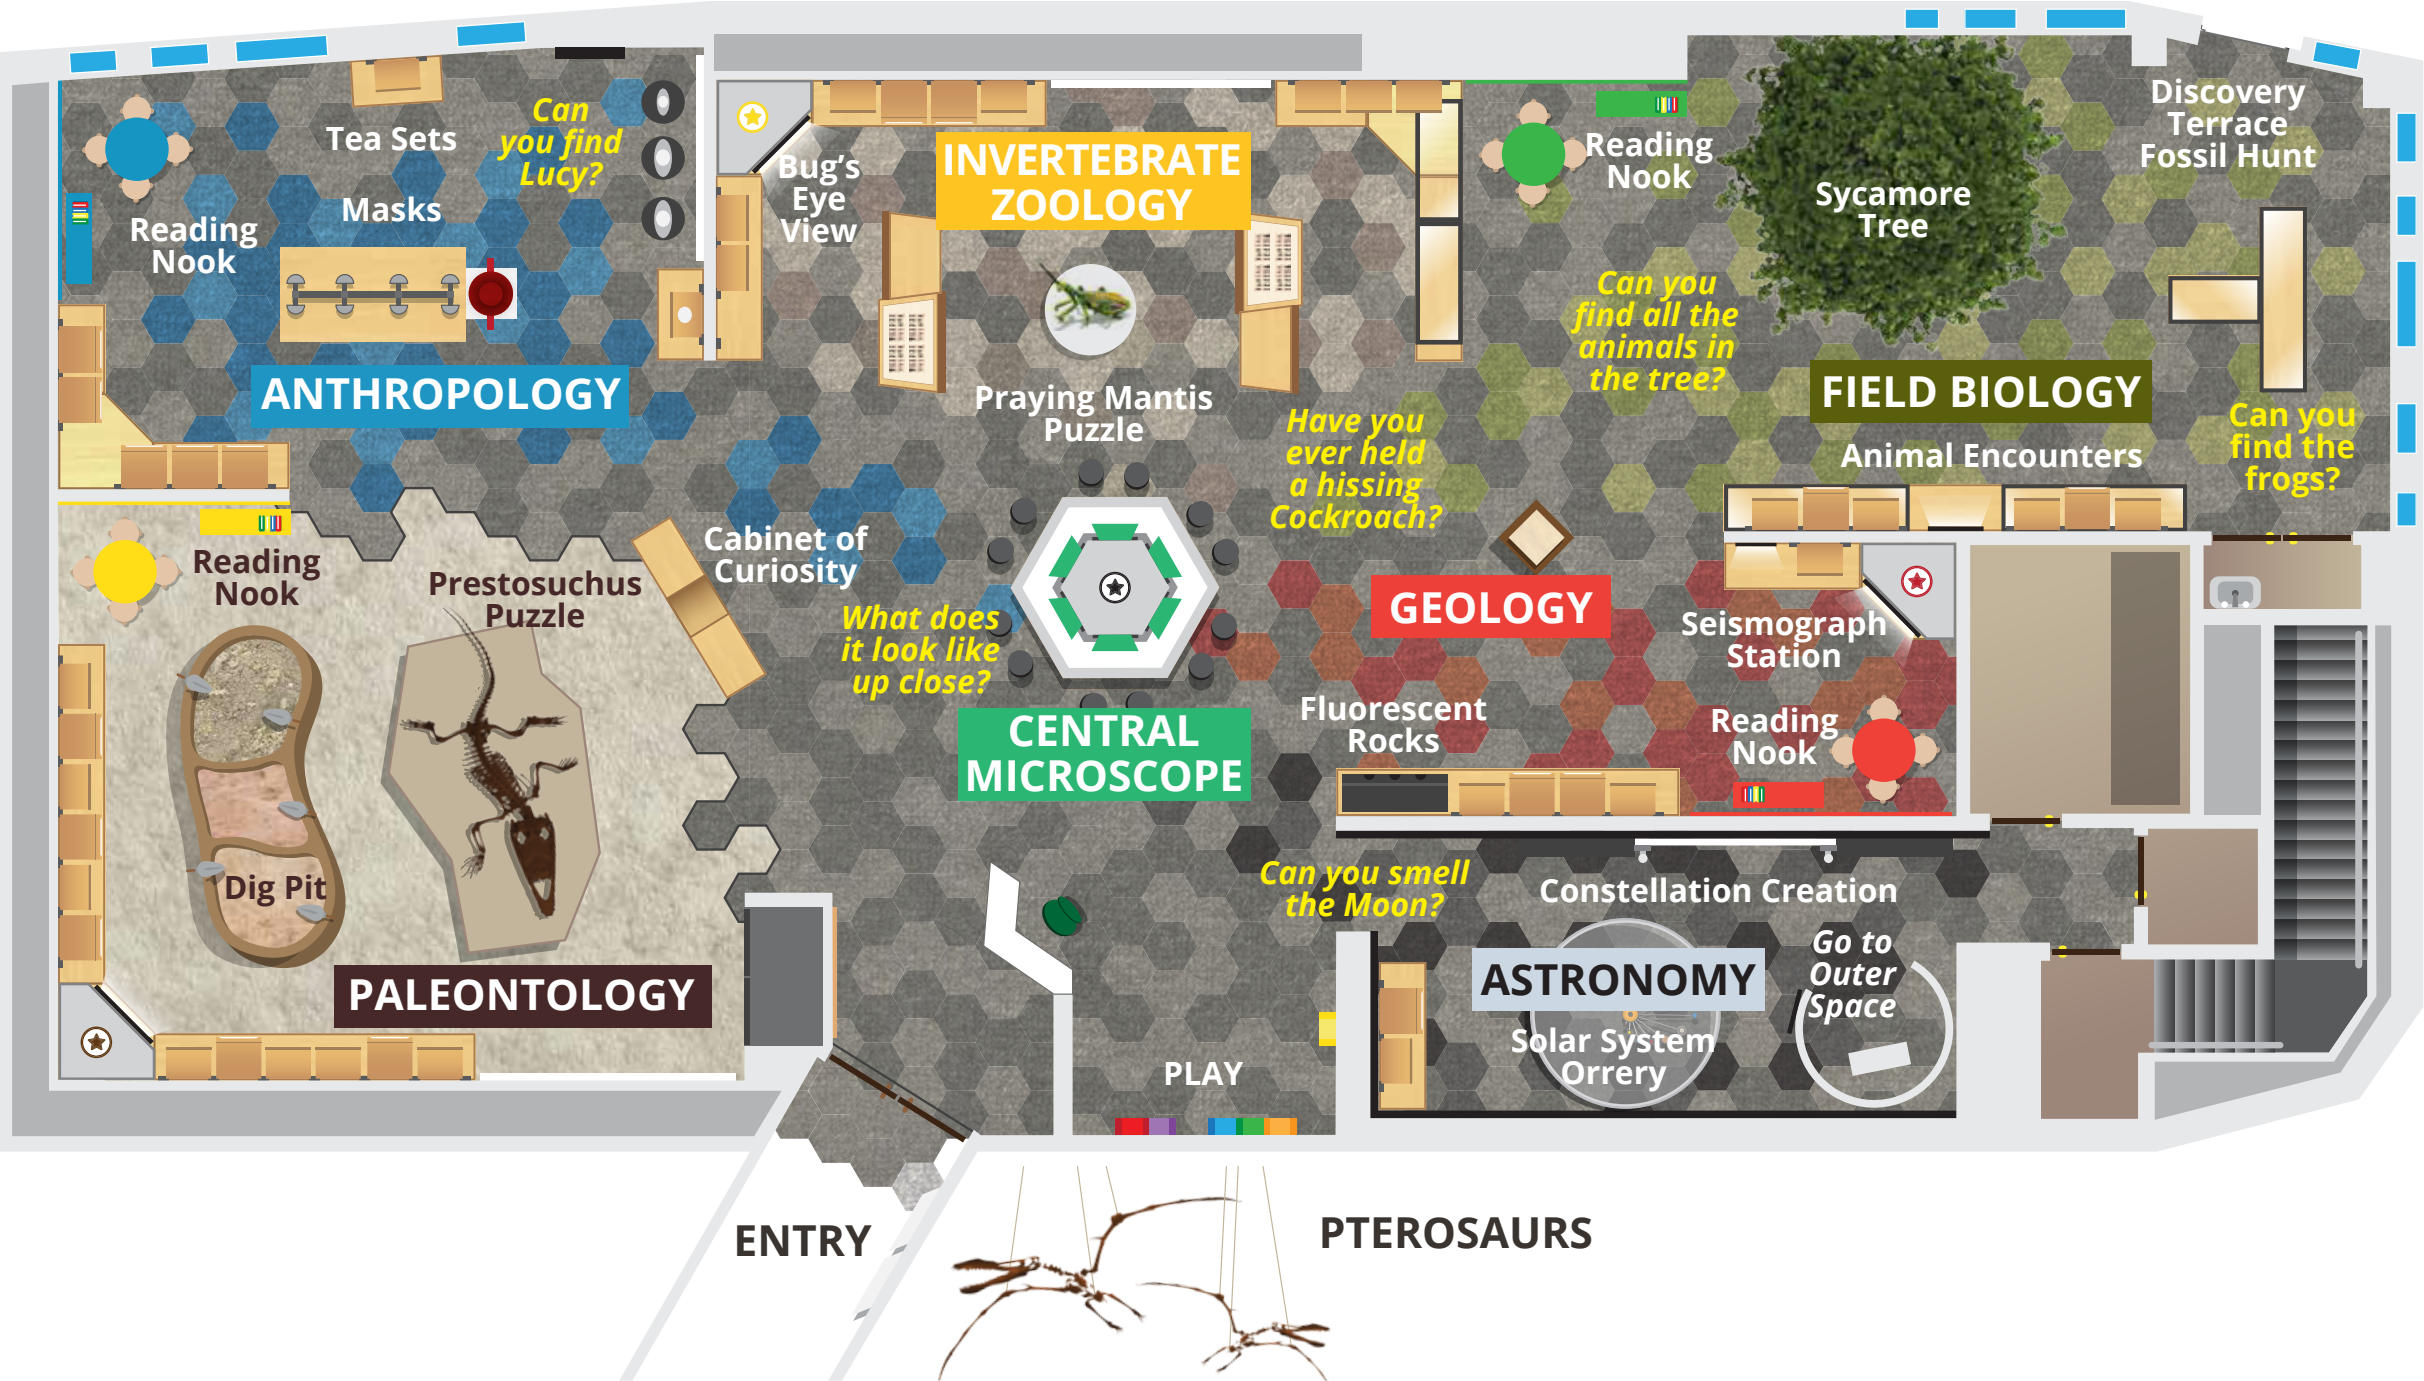 Tea Sets
Can
you find
Lucy?
Masks
Reading
Nook
ANTHROPOLOGY
Bug’s
Eye
View
INVERTEBRATE
ZOOLOGY
Praying Mantis
Puzzle
Reading
Nook
Sycamore
Tree
Discovery
Terrace
Fossil Hunt
Can you
find all the
animals in
the tree?
FIELD BIOLOGY
Animal Encounters
Can you
find the
frogs?
Have you
ever held
a hissing
Cockroach?
Reading
Nook
Prestosuchus
Puzzle
Cabinet of
Curiosity
What does
it look like
up close?
CENTRAL
MICROSCOPE
GEOLOGY
Seismograph
Station
Fluorescent
Rocks
Reading
Nook
Dig Pit
PALEONTOLOGY
Can you smell
the Moon?
Constellation Creation
ASTRONOMY
Go to
Outer
Space
Solar System
Orrery
PLAY
ENTRY
PTEROSAURS